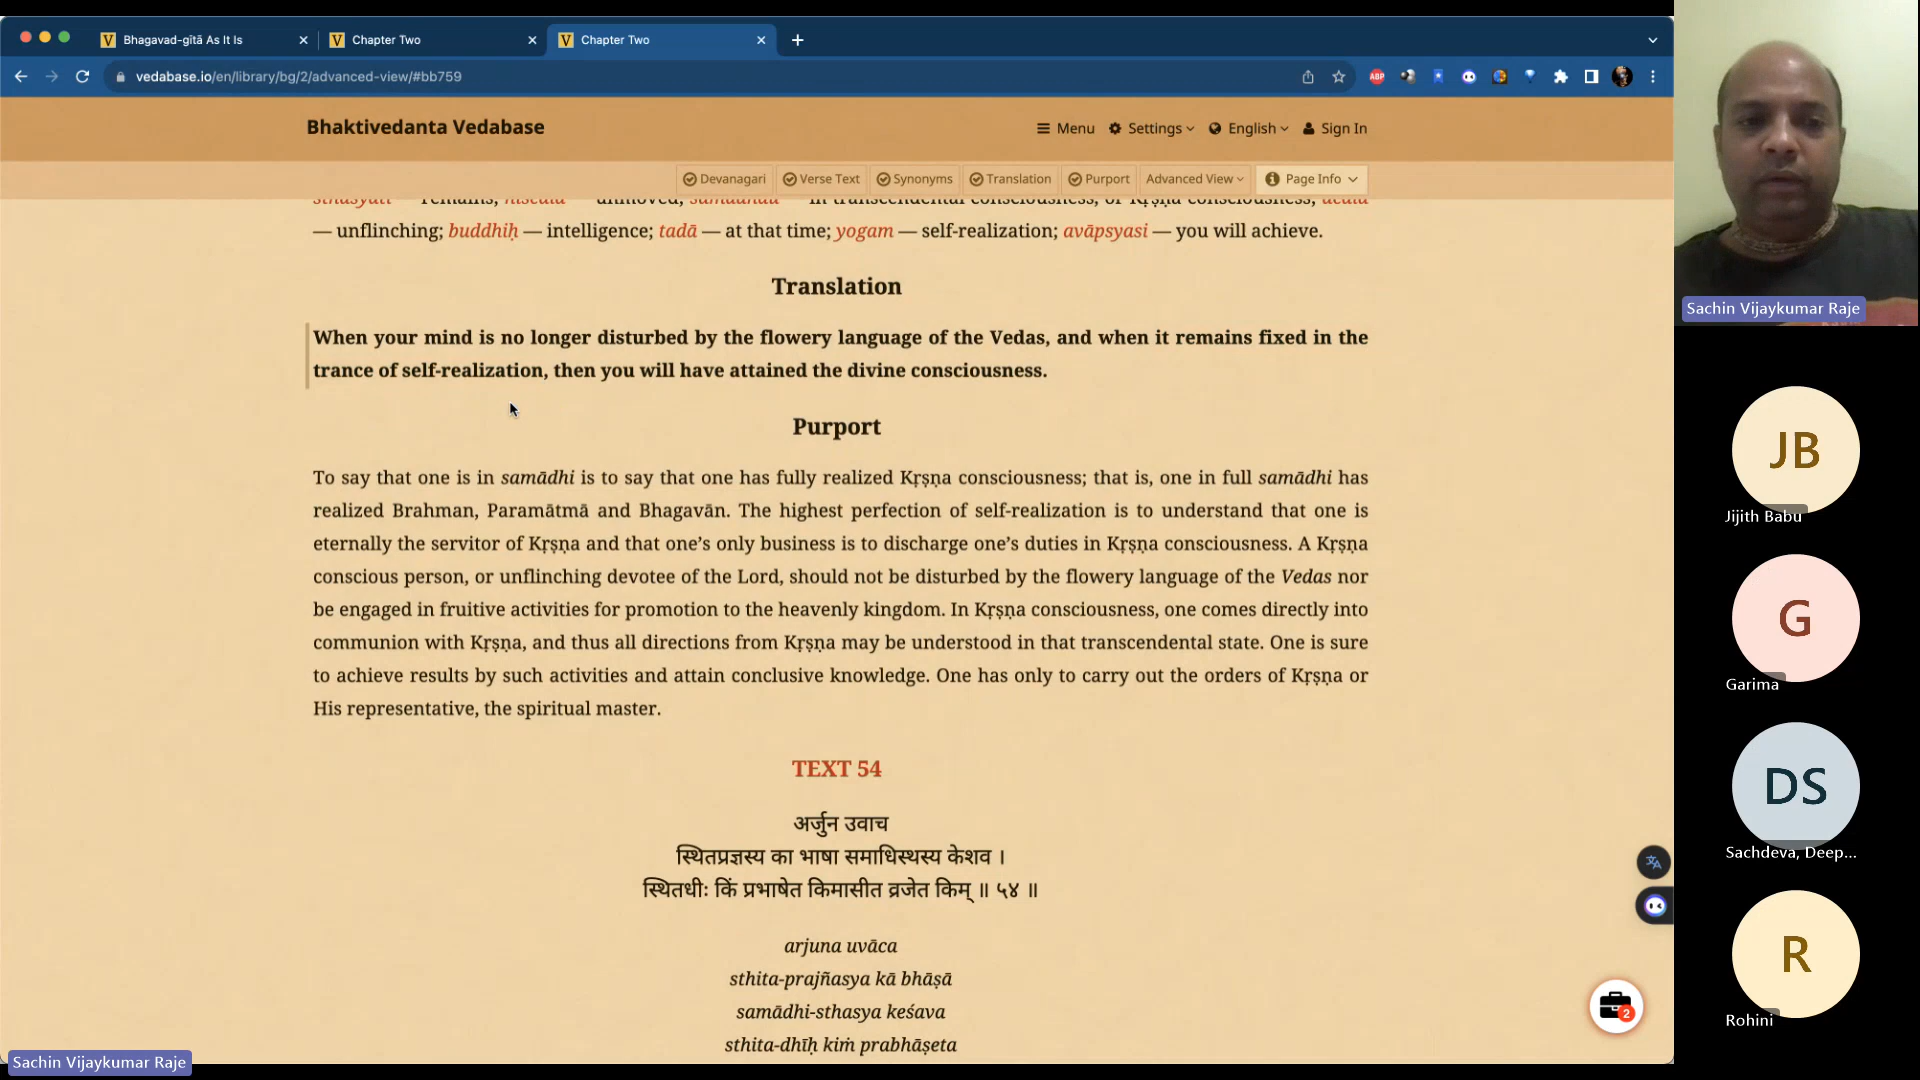 Bhagavad-gītā As It Is
Chapter Two
Chapter Two
vedabase.io/en/library/bg/2/advanced-view/#bb759
ABP
Bhaktivedanta Vedabase
Menu Settings English Sign In
Devanagari Verse Text Synonyms Translation Purport Advanced View Page Info
sthāsyati — remains; niścalā — unmoved; samādhau — in transcendental consciousness, or Kṛṣṇa consciousness; acalā
— unflinching; buddhiḥ — intelligence; tadā — at that time; yogam — self-realization; avāpsyasi — you will achieve.
Translation
When your mind is no longer disturbed by the flowery language of the Vedas, and when it remains fixed in the
trance of self-realization, then you will have attained the divine consciousness.
Purport
To say that one is in samādhi is to say that one has fully realized Kṛṣṇa consciousness; that is, one in full samādhi has
realized Brahman, Paramātmā and Bhagavān. The highest perfection of self-realization is to understand that one is
eternally the servitor of Kṛṣṇa and that one’s only business is to discharge one’s duties in Kṛṣṇa consciousness. A Kṛṣṇa
conscious person, or unflinching devotee of the Lord, should not be disturbed by the flowery language of the Vedas nor
be engaged in fruitive activities for promotion to the heavenly kingdom. In Kṛṣṇa consciousness, one comes directly into
communion with Kṛṣṇa, and thus all directions from Kṛṣṇa may be understood in that transcendental state. One is sure
to achieve results by such activities and attain conclusive knowledge. One has only to carry out the orders of Kṛṣṇa or
His representative, the spiritual master.
TEXT 54
अर्जुन उवाच
स्थितप्रज्ञस्य का भाषा समाधिस्थस्य केशव ।
स्थितधीः किं प्रभाषेत किमासीत व्रजेत किम् ॥ ५४ ॥
arjuna uvāca
sthita-prajñasya kā bhāṣā
samādhi-sthasya keśava
sthita-dhīḥ kiṁ prabhāṣeta
2
Sachin Vijaykumar Raje
Sachin Vijaykumar Raje
JB
Jijith Babu
G
Garima
DS
Sachdeva, Deep...
R
Rohini